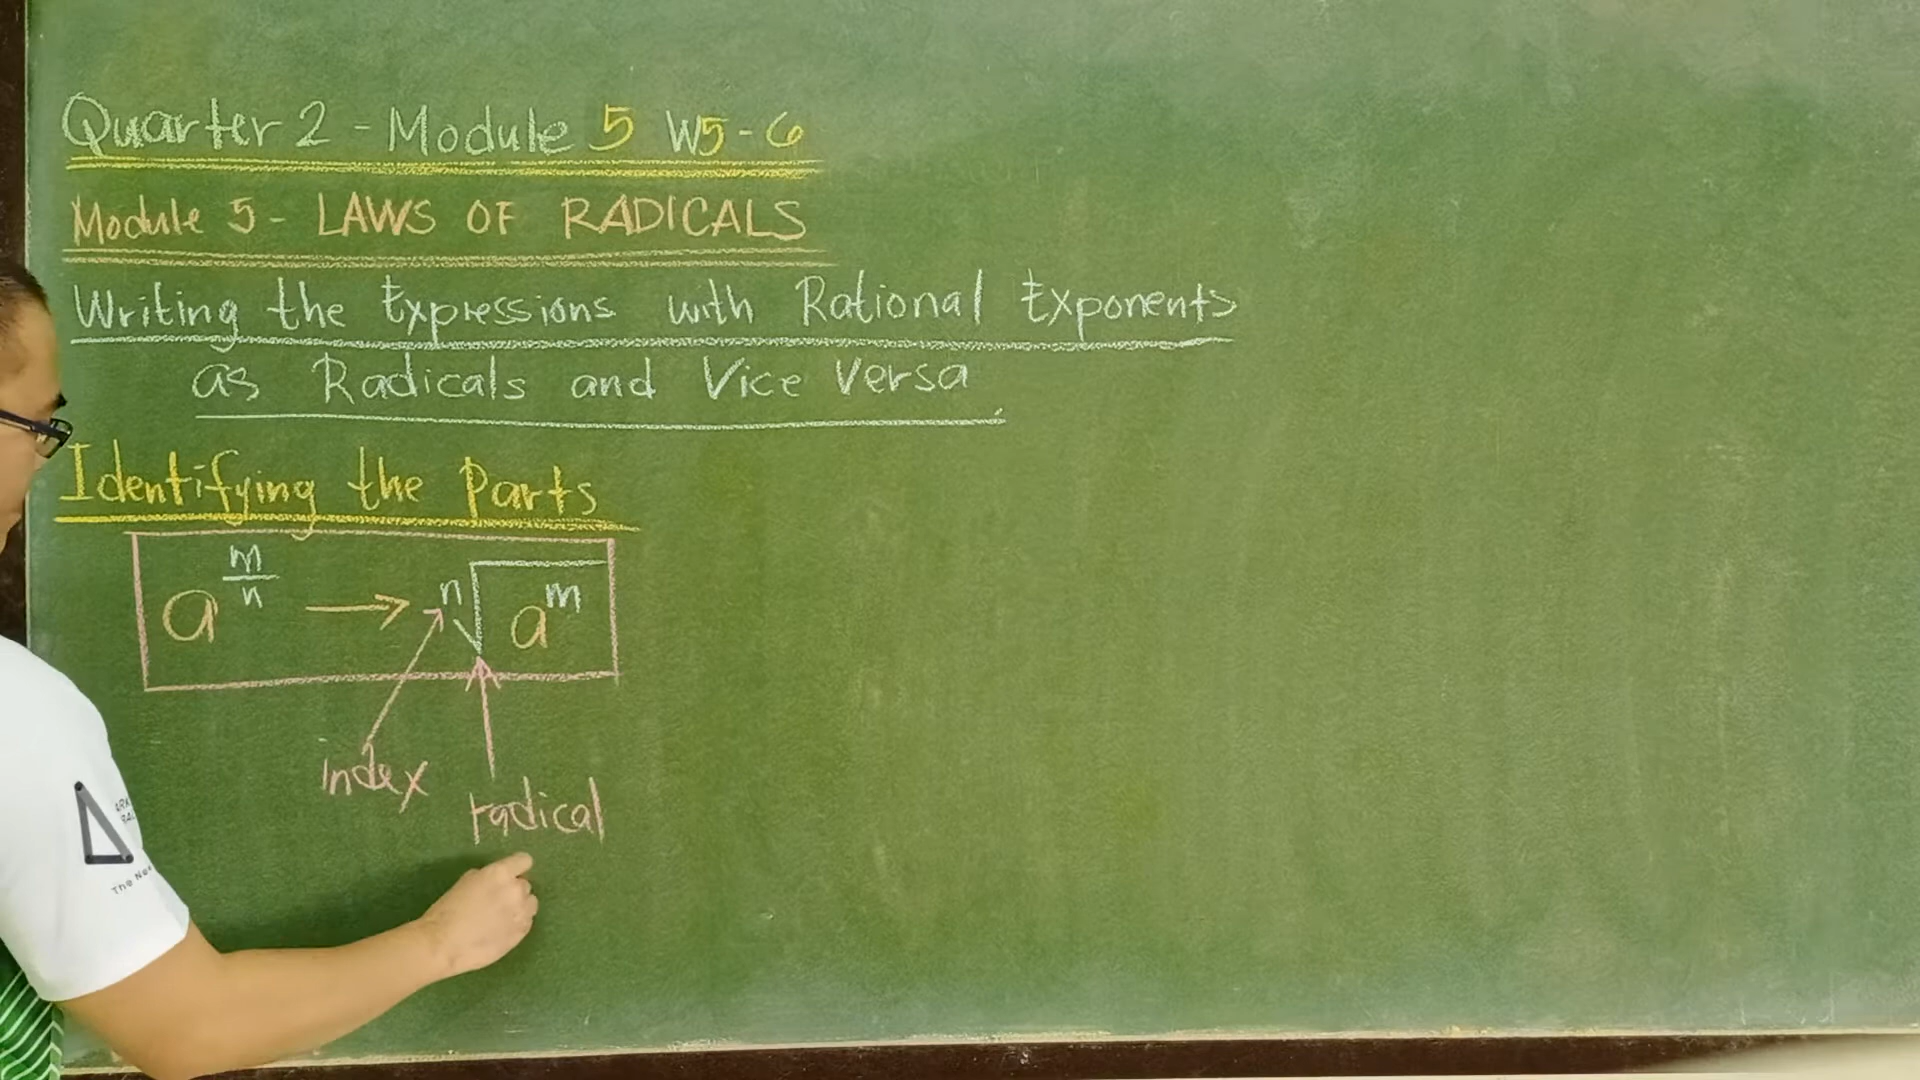 Quarter 2 - Module 5 W5-6
Module 5 - LAWS OF RADICALS
Writing the Expressions with Rational Exponents
as Radicals and Vice Versa
Identifying the Parts
a^(m/n) → ⁿ√a^m
index
radical
The